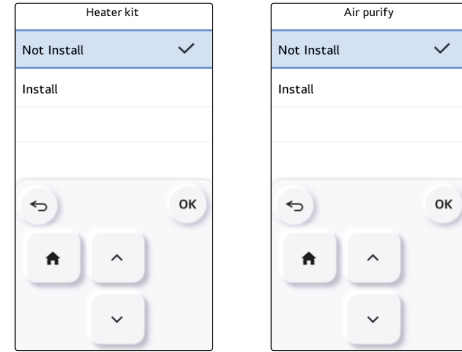 Heater kit
Not Install
Install
OK
Air purify
Not Install
Install
OK